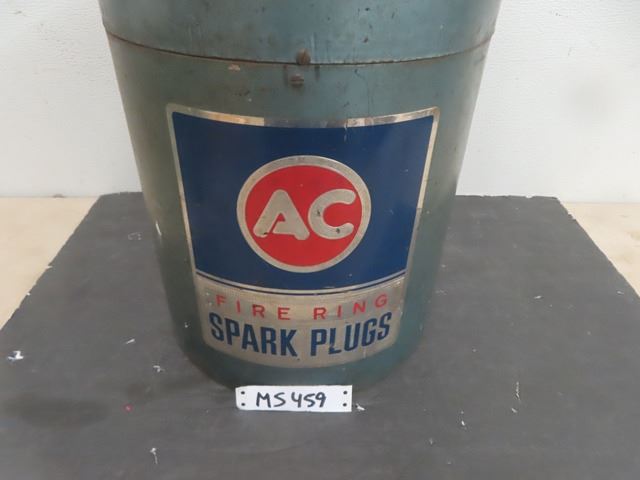 AC
FIRE RING
SPARK PLUGS
MS459